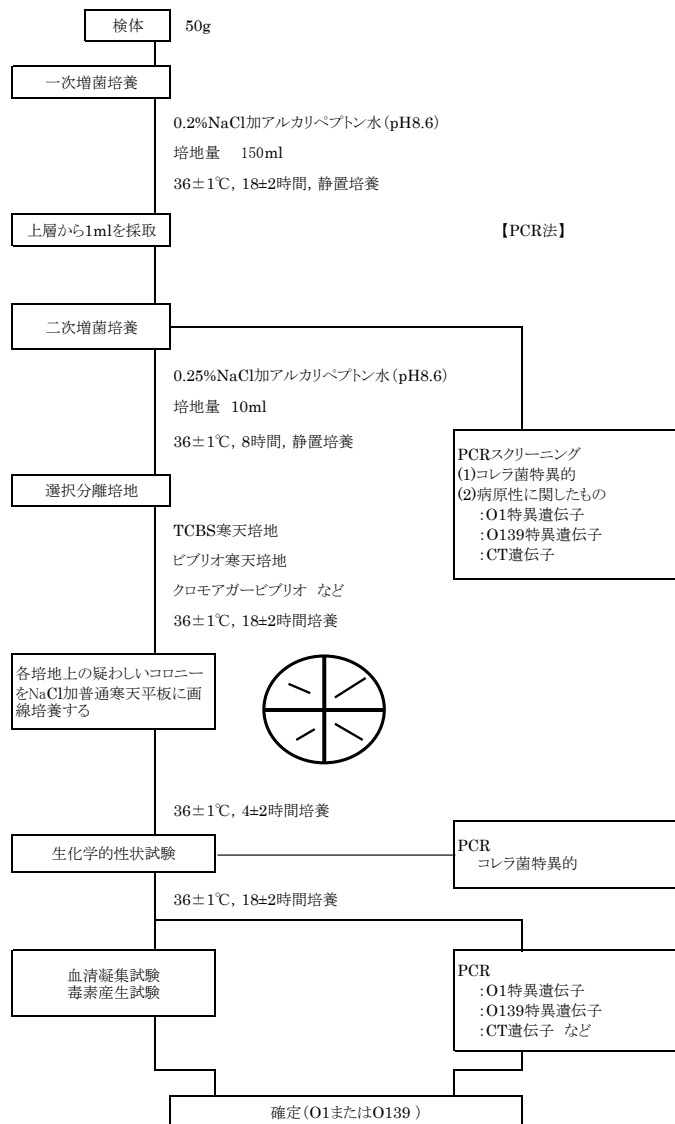 検体 50g
一次増菌培養
0.2%NaCl加アルカリペプトン水(pH8.6)
培地量 150ml
36±1℃, 18±2時間, 静置培養
上層から1mlを採取
【PCR法】
二次増菌培養
0.25%NaCl加アルカリペプトン水(pH8.6)
培地量 10ml
36±1℃, 8時間, 静置培養
PCRスクリーニング
(1)コレラ菌特異的
(2)病原性に関したもの
:O1特異遺伝子
:O139特異遺伝子
:CT遺伝子
選択分離培地
TCBS寒天培地
ビブリオ寒天培地
クロモアガービブリオ など
36±1℃, 18±2時間培養
各培地上の疑わしいコロニー
をNaCl加普通寒天平板に画
線培養する
36±1℃, 4±2時間培養
生化学的性状試験
PCR
コレラ菌特異的
36±1℃, 18±2時間培養
血清凝集試験
毒素産生試験
PCR
:O1特異遺伝子
:O139特異遺伝子
:CT遺伝子 など
確定(O1またはO139 )